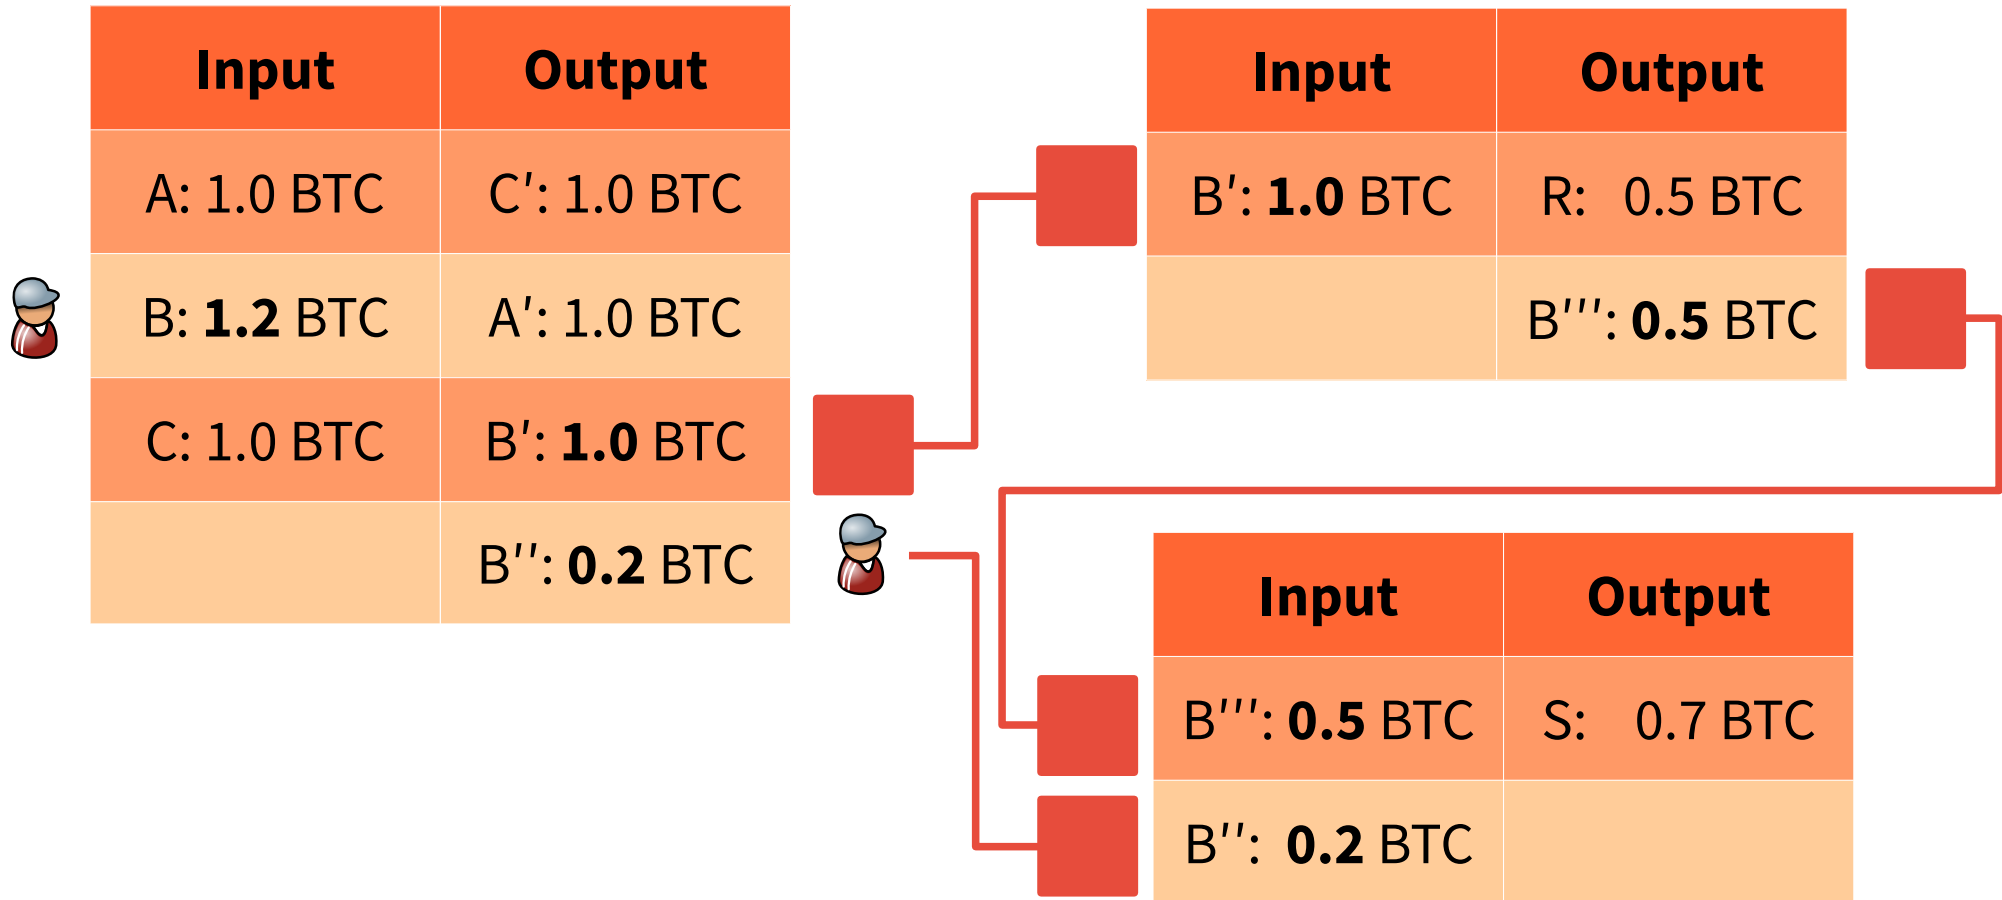 Input Output
A: 1.0 BTC C': 1.0 BTC
B: 1.2 BTC A': 1.0 BTC
C: 1.0 BTC B': 1.0 BTC
B'': 0.2 BTC
Input Output
B': 1.0 BTC R: 0.5 BTC
B''': 0.5 BTC
Input Output
B''': 0.5 BTC S: 0.7 BTC
B'': 0.2 BTC